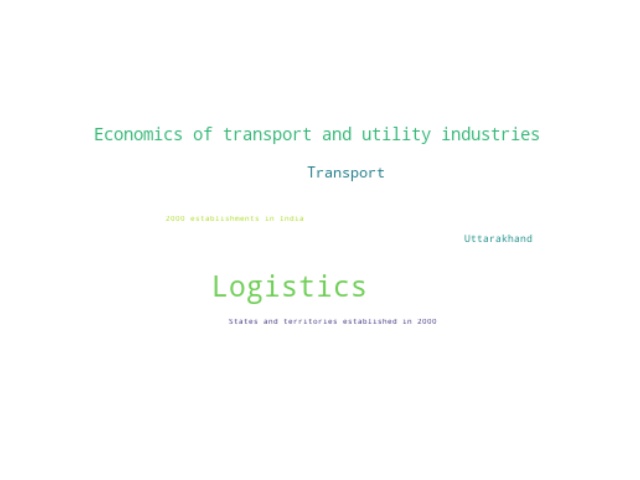 Economics of transport and utility industries
Transport
2000 establishments in India
Uttarakhand
Logistics
States and territories established in 2000